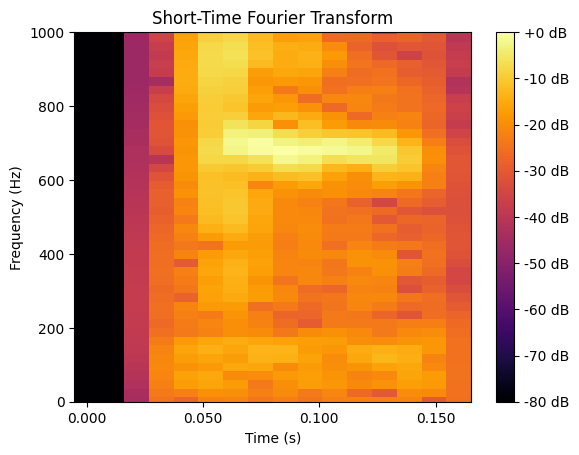 Short-Time Fourier Transform
Frequency (Hz)
1000
800
600
400
200
0
0.000
0.050
0.100
0.150
Time (s)
+0 dB
-10 dB
-20 dB
-30 dB
-40 dB
-50 dB
-60 dB
-70 dB
-80 dB